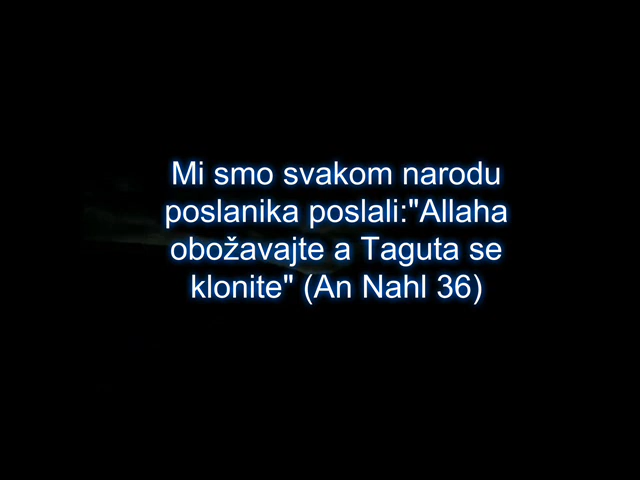 Mi smo svakom narodu
poslanika poslali:"Allaha
obožavajte a Taguta se
klonite" (An Nahl 36)